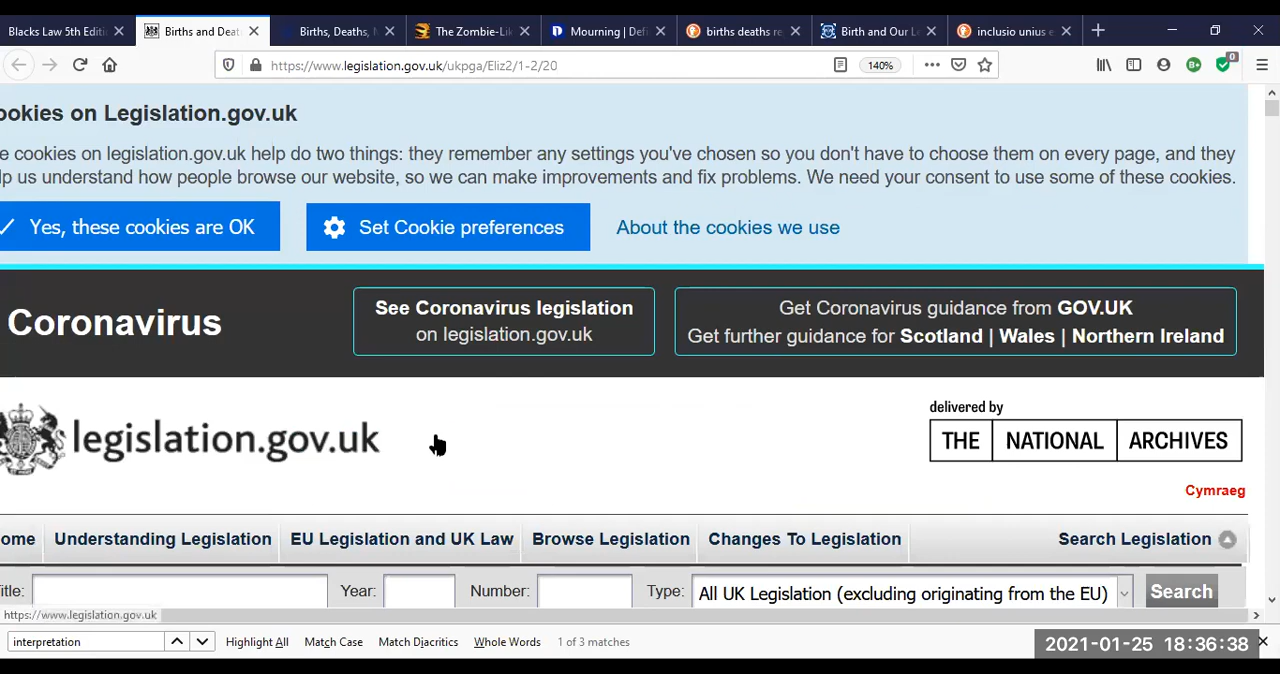 Blacks Law 5th Editi
Births and Deat
Births, Deaths, M
The Zombie-Lik
Mourning | Defi
births deaths re
Birth and Our Le
inclusio unius e
https://www.legislation.gov.uk/ukpga/Eliz2/1-2/20
140%
ookies on Legislation.gov.uk
e cookies on legislation.gov.uk help do two things: they remember any settings you've chosen so you don't have to choose them on every page, and they
lp us understand how people browse our website, so we can make improvements and fix problems. We need your consent to use some of these cookies.
Yes, these cookies are OK
Set Cookie preferences
About the cookies we use
Coronavirus
See Coronavirus legislation
on legislation.gov.uk
Get Coronavirus guidance from GOV.UK
Get further guidance for Scotland | Wales | Northern Ireland
legislation.gov.uk
delivered by
THE NATIONAL ARCHIVES
Cymraeg
ome
Understanding Legislation
EU Legislation and UK Law
Browse Legislation
Changes To Legislation
Search Legislation
Title:
Year:
Number:
Type:
All UK Legislation (excluding originating from the EU)
Search
https://www.legislation.gov.uk
interpretation
Highlight All
Match Case
Match Diacritics
Whole Words
1 of 3 matches
2021-01-25 18:36:38